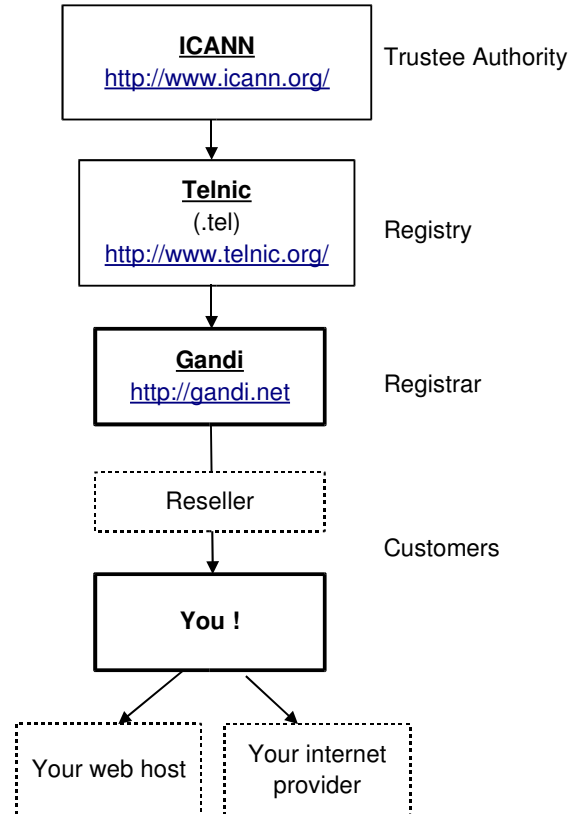 ICANN
http://www.icann.org/
Trustee Authority
Telnic
(.tel)
http://www.telnic.org/
Registry
Gandi
http://gandi.net
Registrar
Reseller
Customers
You !
Your web host
Your internet
provider